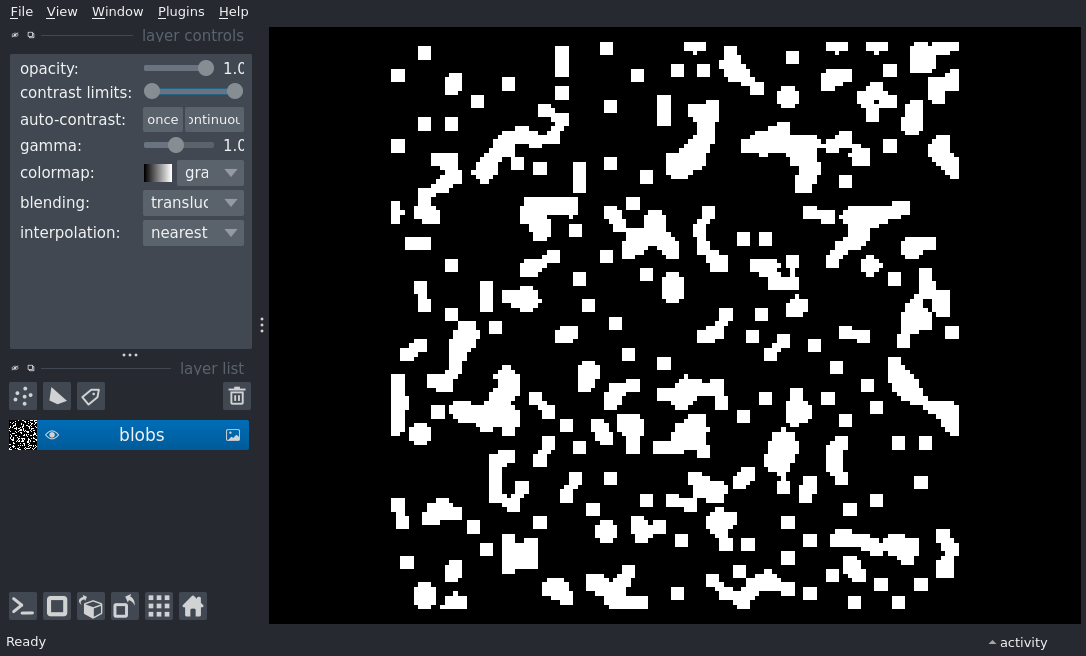 File View Window Plugins Help
layer controls
opacity: 1.0
contrast limits:
auto-contrast: once ontinuou
gamma: 1.0
colormap: gra
blending: transluc
interpolation: nearest
layer list
blobs
Ready
activity